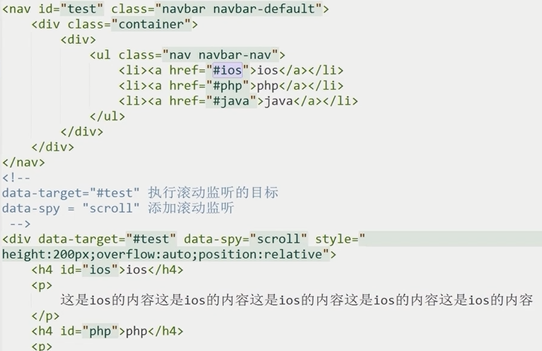 <nav id="test" class="navbar navbar-default">
    <div class="container">
        <div>
            <ul class="nav navbar-nav">
                <li><a href="#ios">ios</a></li>
                <li><a href="#php">php</a></li>
                <li><a href="#java">java</a></li>
            </ul>
        </div>
    </div>
</nav>
<!--
data-target="#test" 执行滚动监听的目标
data-spy = "scroll" 添加滚动监听
 -->
<div data-target="#test" data-spy="scroll" style="
height:200px;overflow:auto;position:relative">
    <h4 id="ios">ios</h4>
    <p>
        这是ios的内容这是ios的内容这是ios的内容这是ios的内容这是ios的内容
    </p>
    <h4 id="php">php</h4>
    <p>